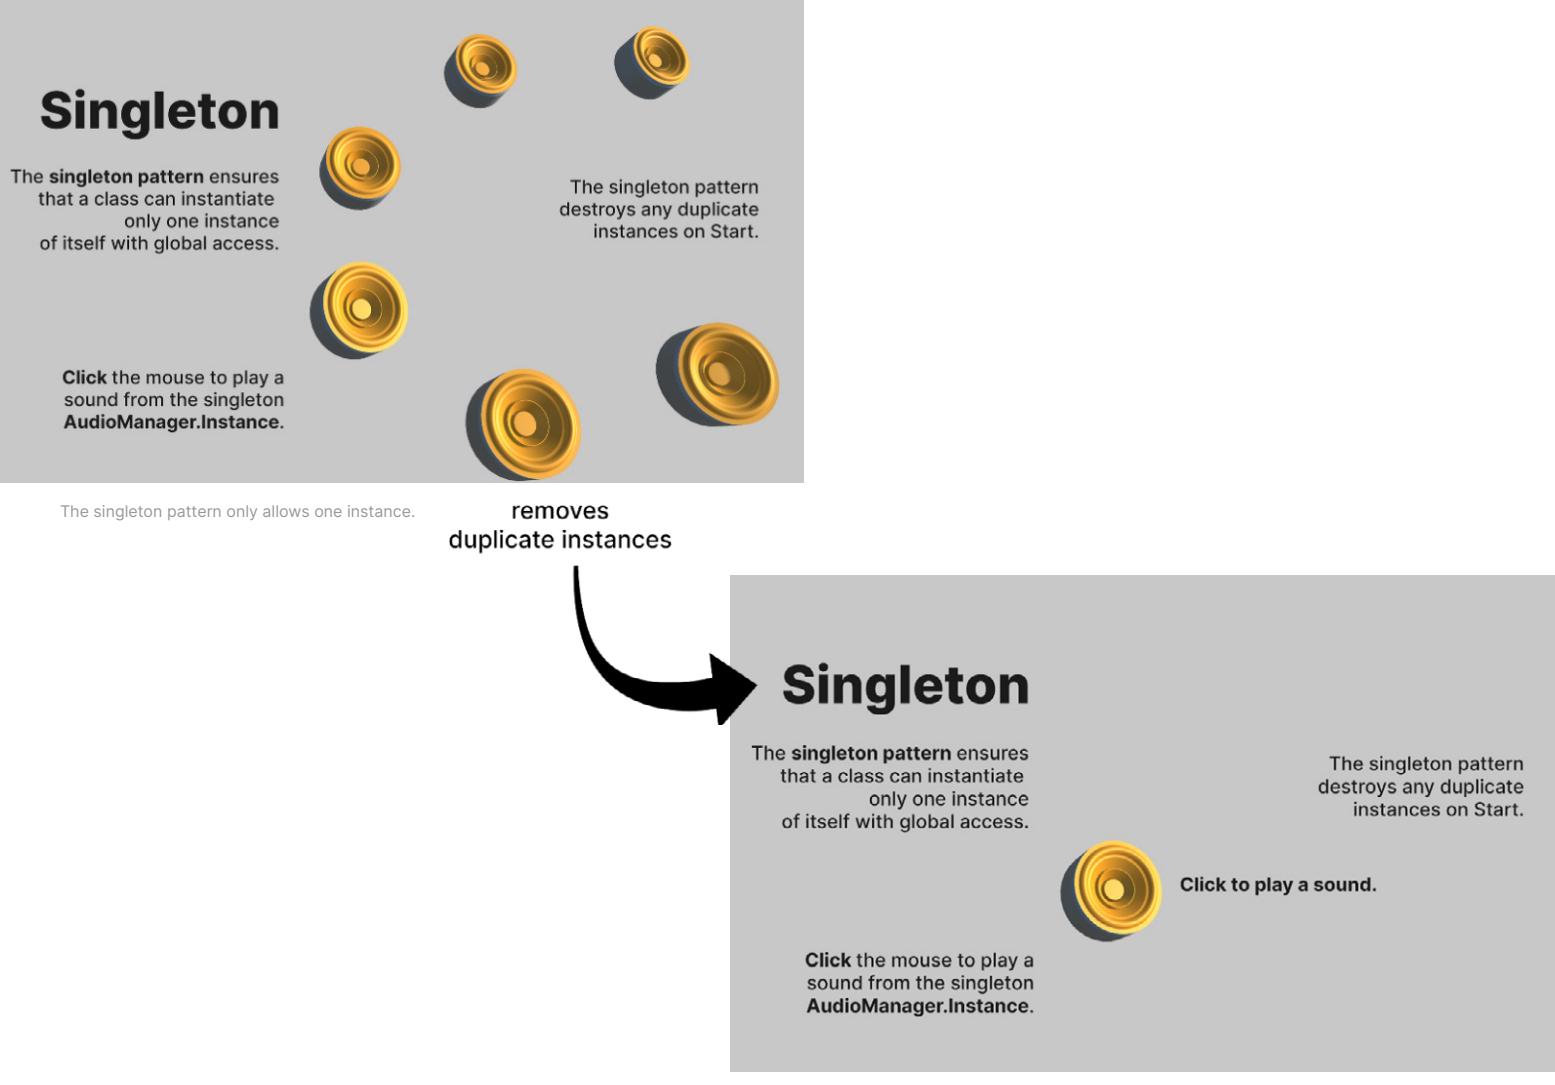 Singleton
The singleton pattern ensures
that a class can instantiate
only one instance
of itself with global access.
The singleton pattern
destroys any duplicate
instances on Start.
Click the mouse to play a
sound from the singleton
AudioManager.Instance.
The singleton pattern only allows one instance.
removes
duplicate instances
Singleton
The singleton pattern ensures
that a class can instantiate
only one instance
of itself with global access.
The singleton pattern
destroys any duplicate
instances on Start.
Click to play a sound.
Click the mouse to play a
sound from the singleton
AudioManager.Instance.